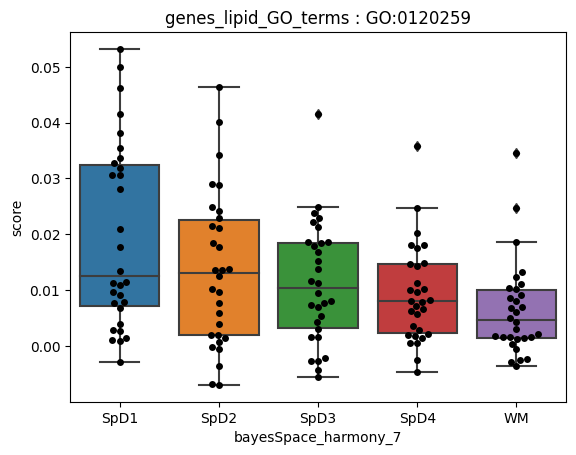 genes_lipid_GO_terms : GO:0120259
score
0.05
0.04
0.03
0.02
0.01
0.00
SpD1 SpD2 SpD3 SpD4 WM
bayesSpace_harmony_7